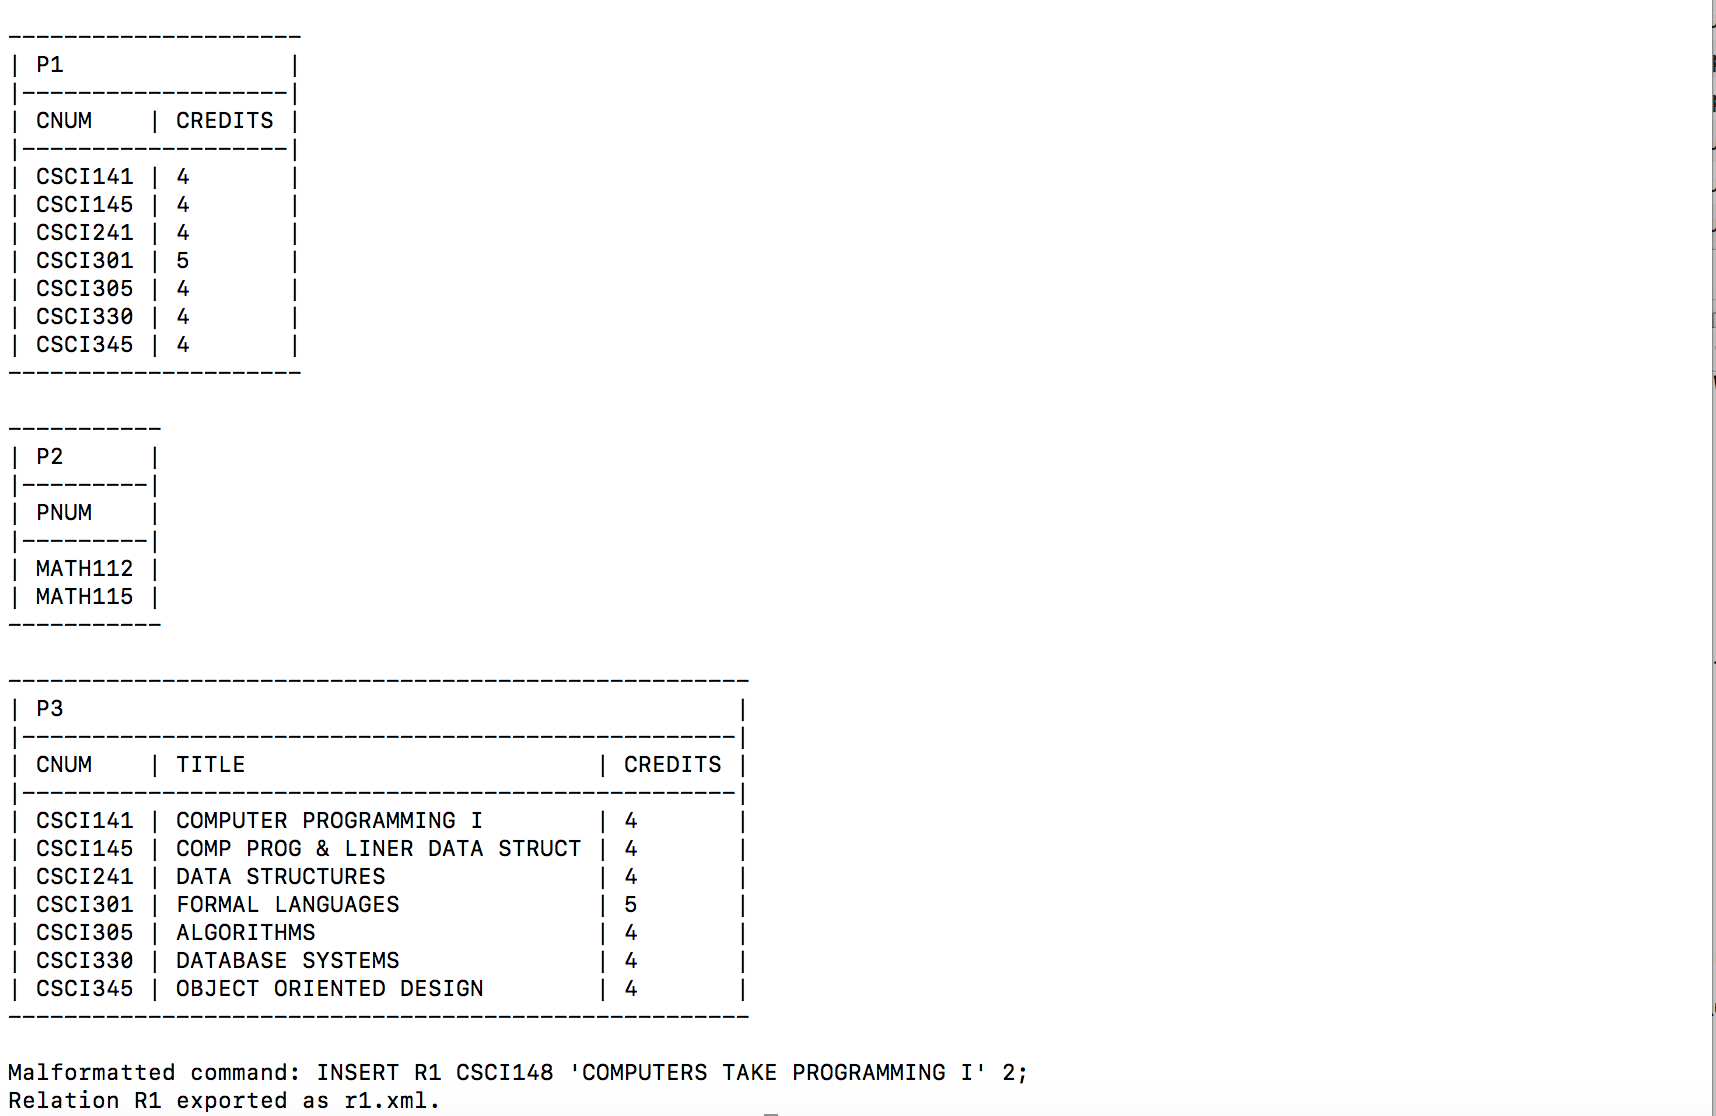 ---------------------
| P1                 |
|-------------------|
| CNUM    | CREDITS |
|-------------------|
| CSCI141 | 4       |
| CSCI145 | 4       |
| CSCI241 | 4       |
| CSCI301 | 5       |
| CSCI305 | 4       |
| CSCI330 | 4       |
| CSCI345 | 4       |
---------------------
-----------
| P2      |
|---------|
| PNUM    |
|---------|
| MATH112 |
| MATH115 |
-----------
-----------------------------------------------------
| P3                                                |
|---------------------------------------------------|
| CNUM    | TITLE                         | CREDITS |
|---------------------------------------------------|
| CSCI141 | COMPUTER PROGRAMMING I        | 4       |
| CSCI145 | COMP PROG & LINER DATA STRUCT | 4       |
| CSCI241 | DATA STRUCTURES               | 4       |
| CSCI301 | FORMAL LANGUAGES              | 5       |
| CSCI305 | ALGORITHMS                    | 4       |
| CSCI330 | DATABASE SYSTEMS              | 4       |
| CSCI345 | OBJECT ORIENTED DESIGN        | 4       |
-----------------------------------------------------
Malformatted command: INSERT R1 CSCI148 'COMPUTERS TAKE PROGRAMMING I' 2;
Relation R1 exported as r1.xml.